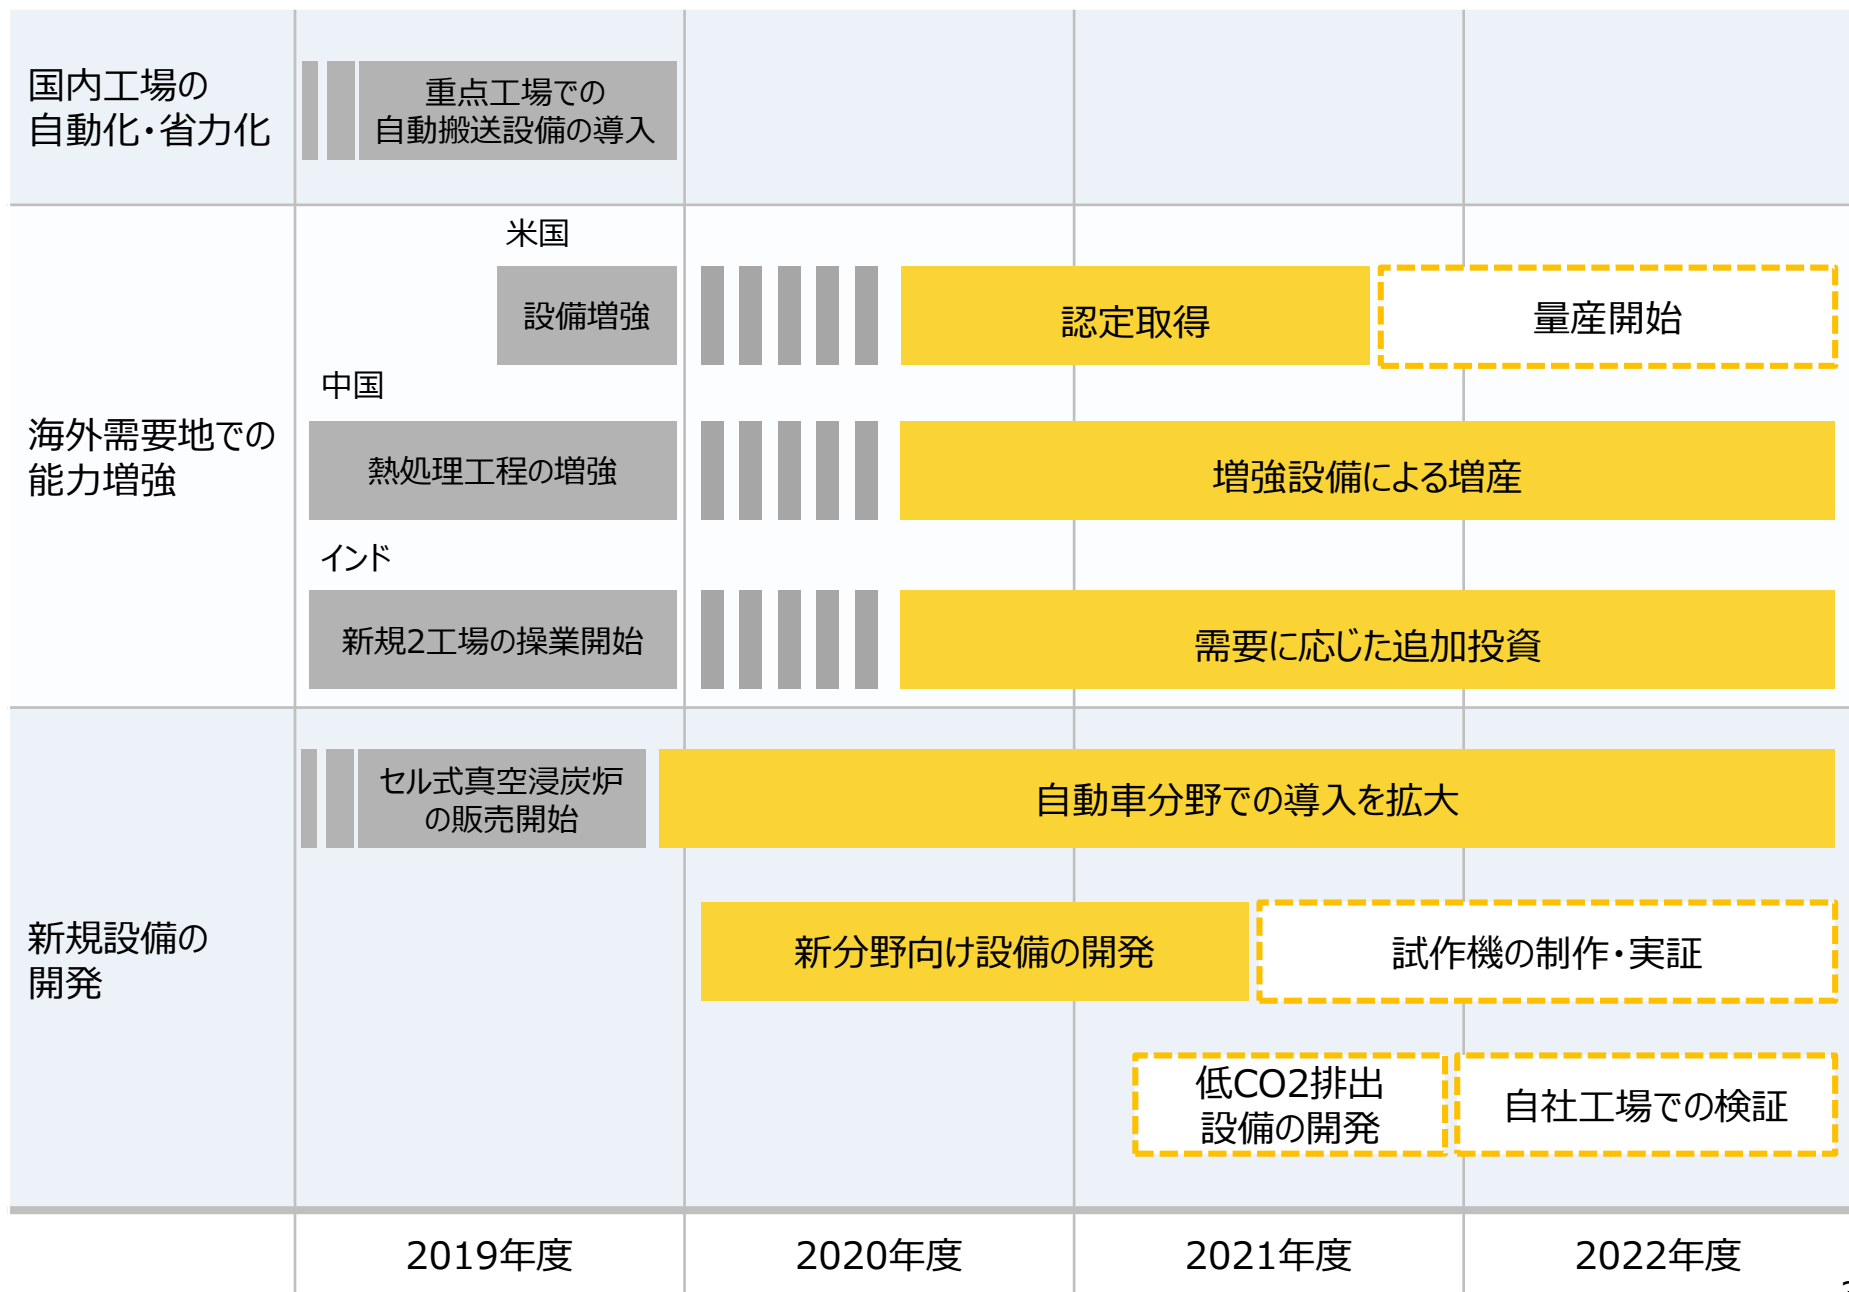 国内工場の
自動化・省力化
重点工場での
自動搬送設備の導入
海外需要地での
能力増強
米国
設備増強
認定取得
量産開始
中国
熱処理工程の増強
増強設備による増産
インド
新規2工場の操業開始
需要に応じた追加投資
新規設備の
開発
セル式真空浸炭炉
の販売開始
自動車分野での導入を拡大
新分野向け設備の開発
試作機の制作・実証
低CO2排出
設備の開発
自社工場での検証
2019年度
2020年度
2021年度
2022年度